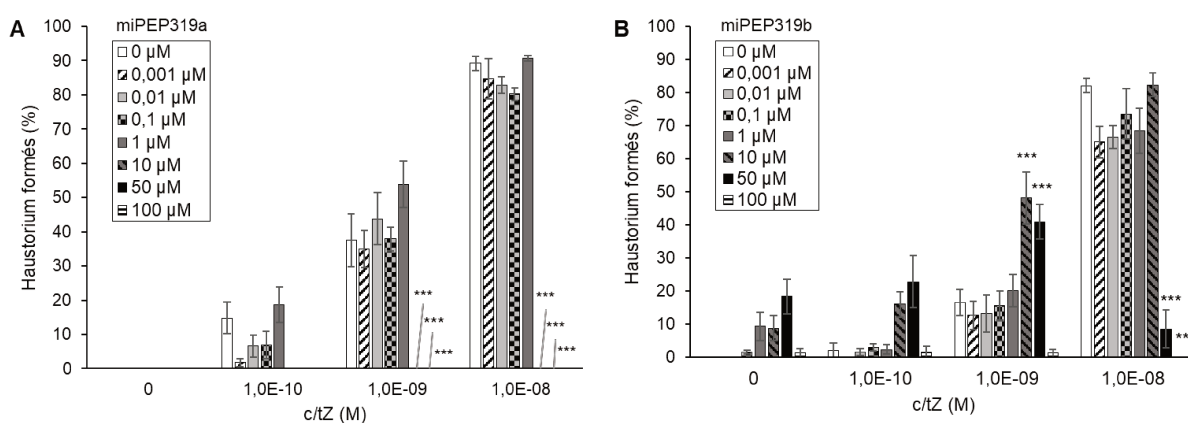 A
miPEP319a
0 µM
0,001 µM
0,01 µM
0,1 µM
1 µM
10 µM
50 µM
100 µM
Haustorium formés (%)
100
90
80
70
60
50
40
30
20
10
0
***
***
***
***
***
***
0
1,0E-10
1,0E-09
1,0E-08
c/tZ (M)
B
miPEP319b
0 µM
0,001 µM
0,01 µM
0,1 µM
1 µM
10 µM
50 µM
100 µM
Haustorium formés (%)
100
90
80
70
60
50
40
30
20
10
0
***
***
***
**
0
1,0E-10
1,0E-09
1,0E-08
c/tZ (M)